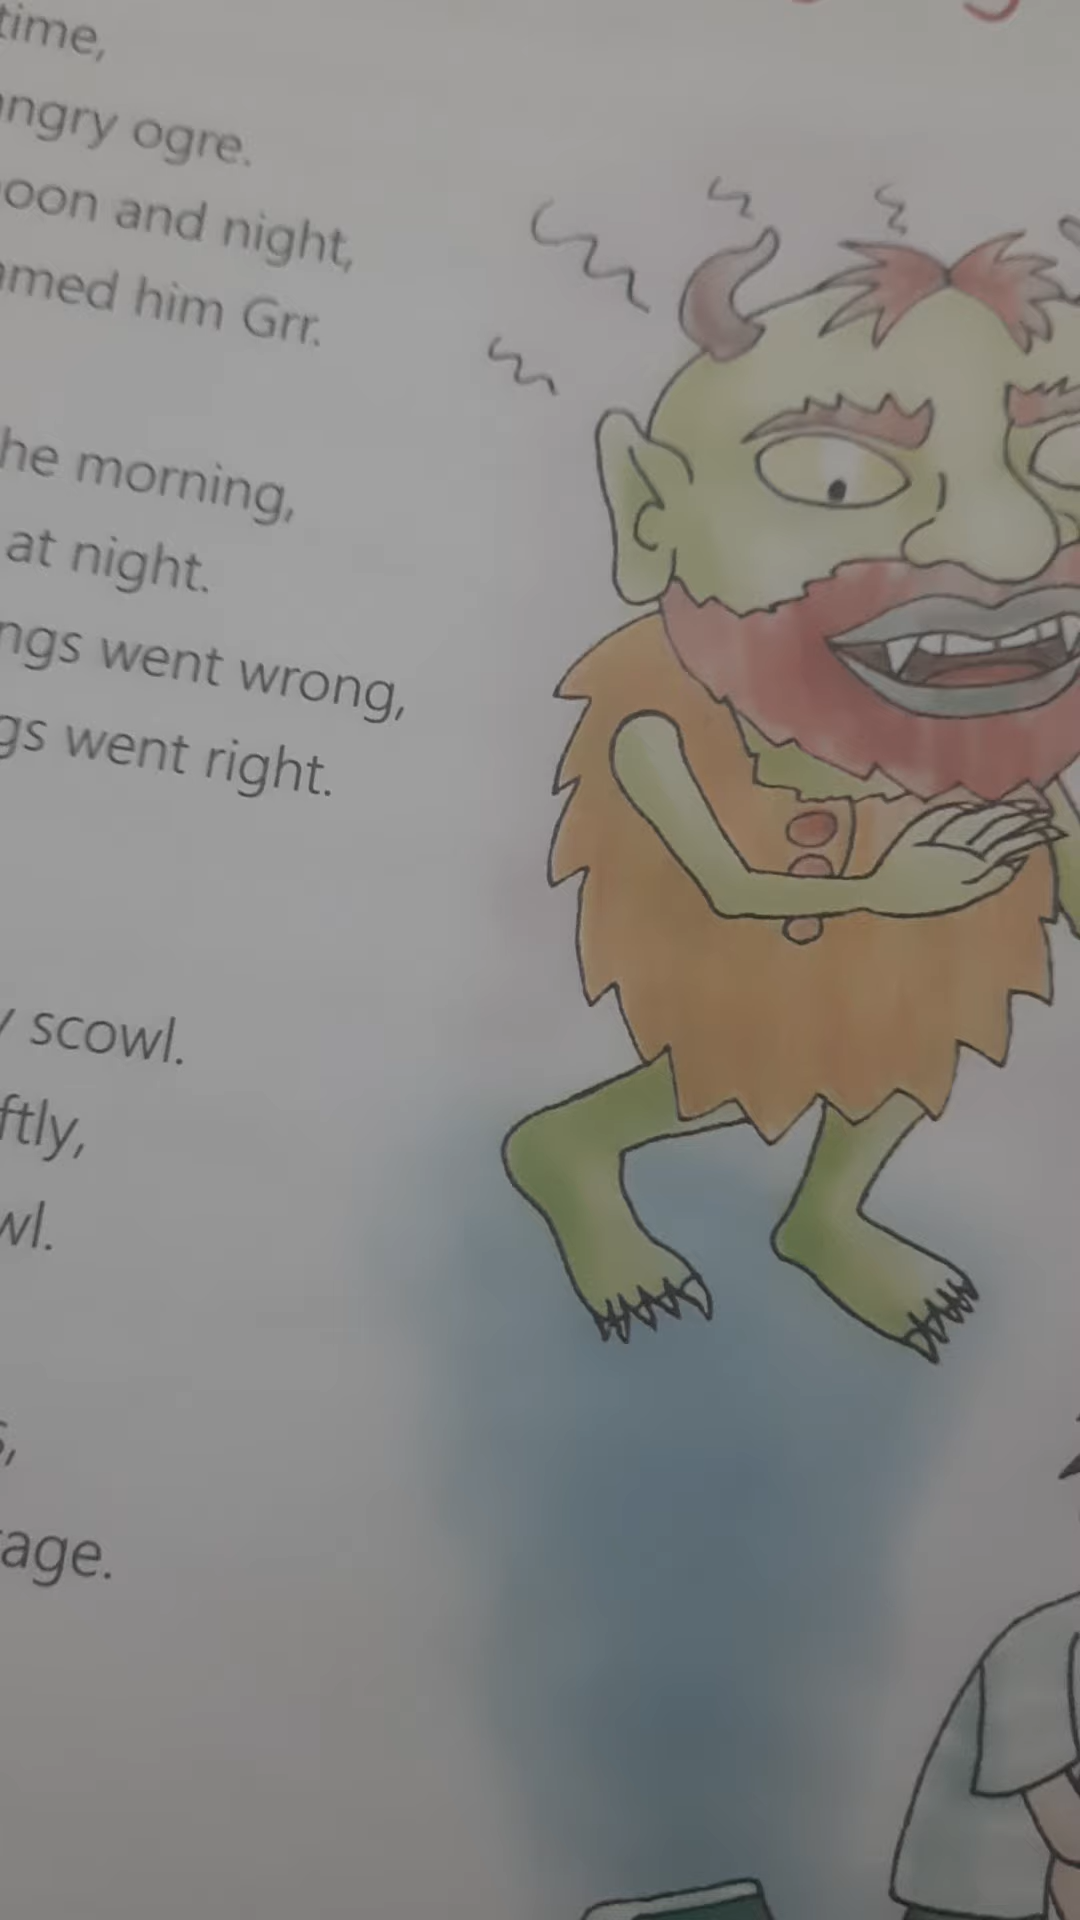 time,
ngry ogre.
oon and night,
med him Grr.
he morning,
at night.
ngs went wrong,
gs went right.
scowl.
ftly,
wl.
age.